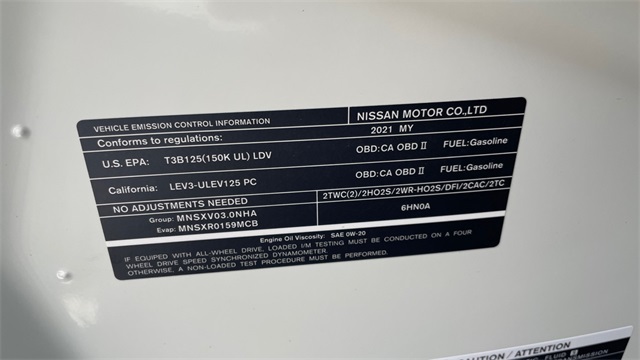 VEHICLE EMISSION CONTROL INFORMATION NISSAN MOTOR CO.,LTD
Conforms to regulations: 2021 MY
U.S. EPA: T3B125(150K UL) LDV OBD:CA OBD II FUEL:Gasoline
California: LEV3-ULEV125 PC OBD:CA OBD II FUEL:Gasoline
NO ADJUSTMENTS NEEDED 2TWC(2)/2HO2S/2WR-HO2S/DFI/2CAC/2TC
Group: MNSXV03.0NHA 6HN0A
Evap: MNSXR0159MCB
Engine Oil Viscosity: SAE 0W-20
IF EQUIPPED WITH ALL-WHEEL DRIVE, LOADED I/M TESTING MUST BE CONDUCTED ON A FOUR
WHEEL DRIVE SPEED SYNCHRONIZED DYNAMOMETER.
OTHERWISE, A NON-LOADED TEST PROCEDURE MUST BE PERFORMED.
CAUTION / ATTENTION
FLUID
TRANSMISSION